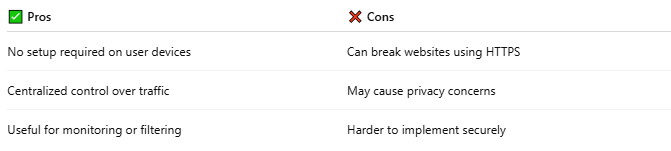 ✅ Pros ❌ Cons
No setup required on user devices Can break websites using HTTPS
Centralized control over traffic May cause privacy concerns
Useful for monitoring or filtering Harder to implement securely